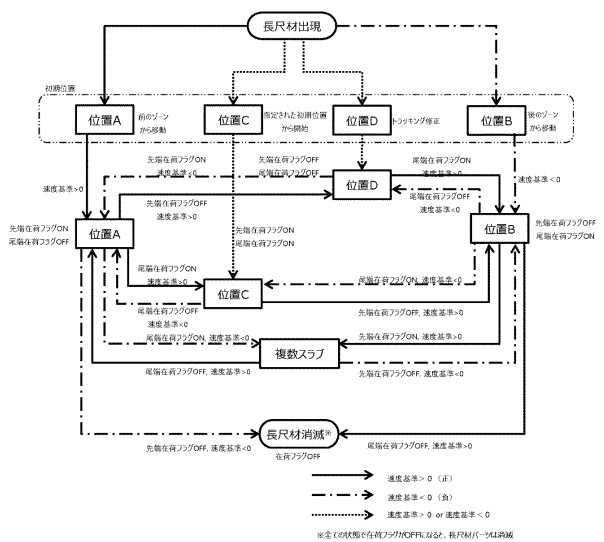 長尺材出現
初期位置
位置A
前のゾーン
から移動
位置C
指定された初期位置
から開始
位置D
トラッキング修正
位置B
後のゾーン
から移動
速度基準>0
先端在荷フラグON
速度基準<0
先端在荷フラグOFF
尾端在荷フラグOFF
尾端在荷フラグON
速度基準>0
速度基準<0
位置D
先端在荷フラグOFF
速度基準>0
尾端在荷フラグOFF
速度基準<0
先端在荷フラグON
尾端在荷フラグOFF
位置A
位置B
先端在荷フラグOFF
尾端在荷フラグON
先端在荷フラグON
尾端在荷フラグON
尾端在荷フラグON
速度基準>0
位置C
尾端在荷フラグON, 速度基準<0
尾端在荷フラグOFF
速度基準<0
先端在荷フラグOFF, 速度基準>0
尾端在荷フラグON, 速度基準<0
複数スラブ
先端在荷フラグON, 速度基準>0
尾端在荷フラグOFF, 速度基準>0
先端在荷フラグOFF, 速度基準<0
長尺材消滅※
先端在荷フラグOFF, 速度基準<0
在荷フラグOFF
尾端在荷フラグOFF, 速度基準>0
速度基準>0 (正)
速度基準<0 (負)
速度基準>0 or 速度基準<0
※全ての状態で在荷フラグがOFFになると、長尺材パーツは消滅